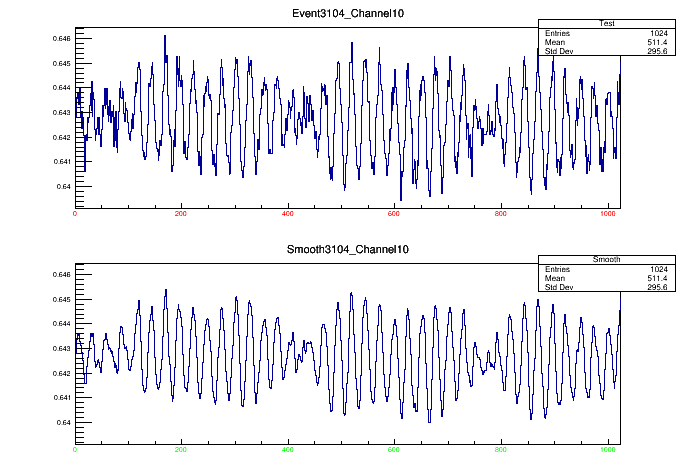 Event3104_Channel10
Test
Entries 1024
Mean 511.4
Std Dev 295.6
0.646
0.645
0.644
0.643
0.642
0.641
0.64
0 200 400 600 800 1000
Smooth3104_Channel10
Smooth
Entries 1024
Mean 511.4
Std Dev 295.6
0.646
0.645
0.644
0.643
0.642
0.641
0.64
0 200 400 600 800 1000